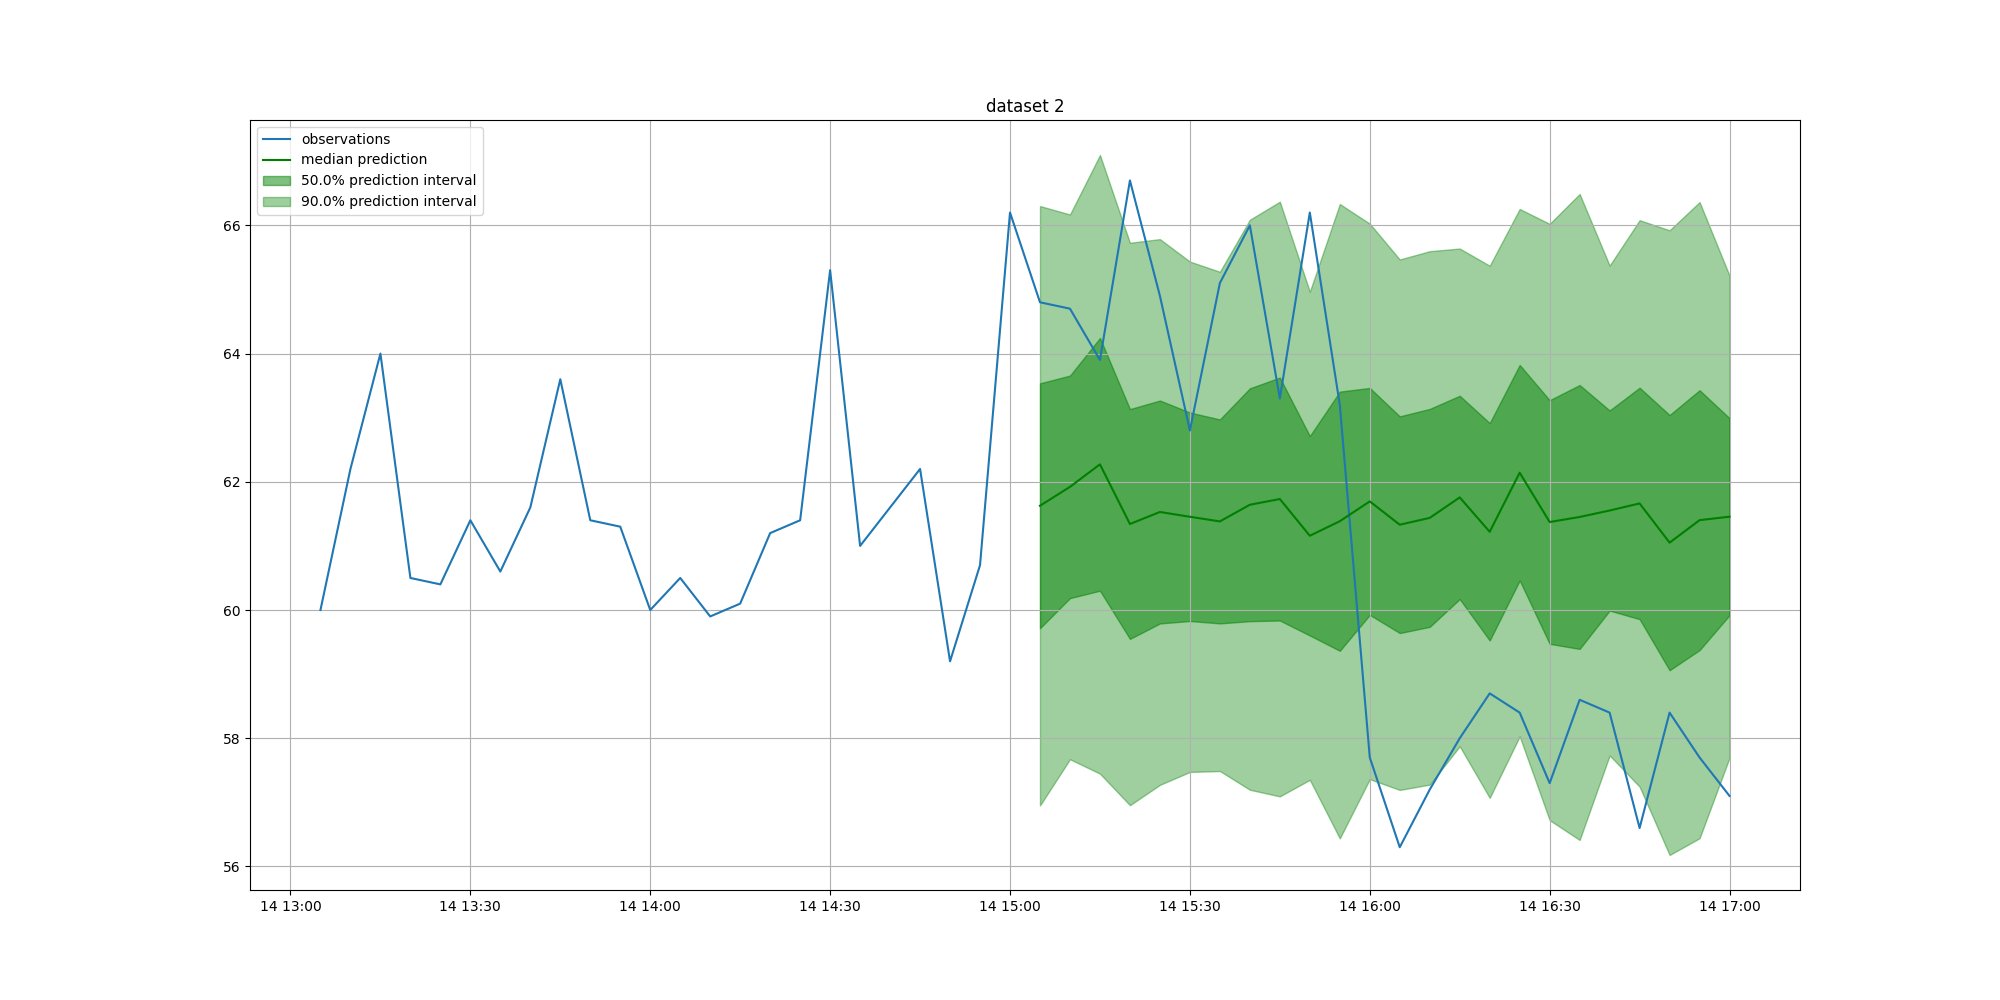 dataset 2
observations
median prediction
50.0% prediction interval
90.0% prediction interval
66
64
62
60
58
56
14 13:00 14 13:30 14 14:00 14 14:30 14 15:00 14 15:30 14 16:00 14 16:30 14 17:00